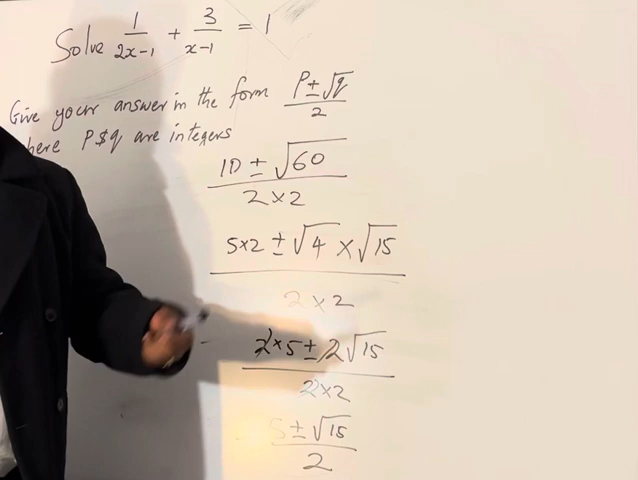 Solve 1/(2x-1) + 3/(x-1) = 1
Give your answer in the form (P±√q)/2
here P$q are integers
(10 ± √60)/(2×2)
(5×2 ± √4 × √15)/(2×2)
(2×5 ± 2√15)/(2×2)
(5 ± √15)/2